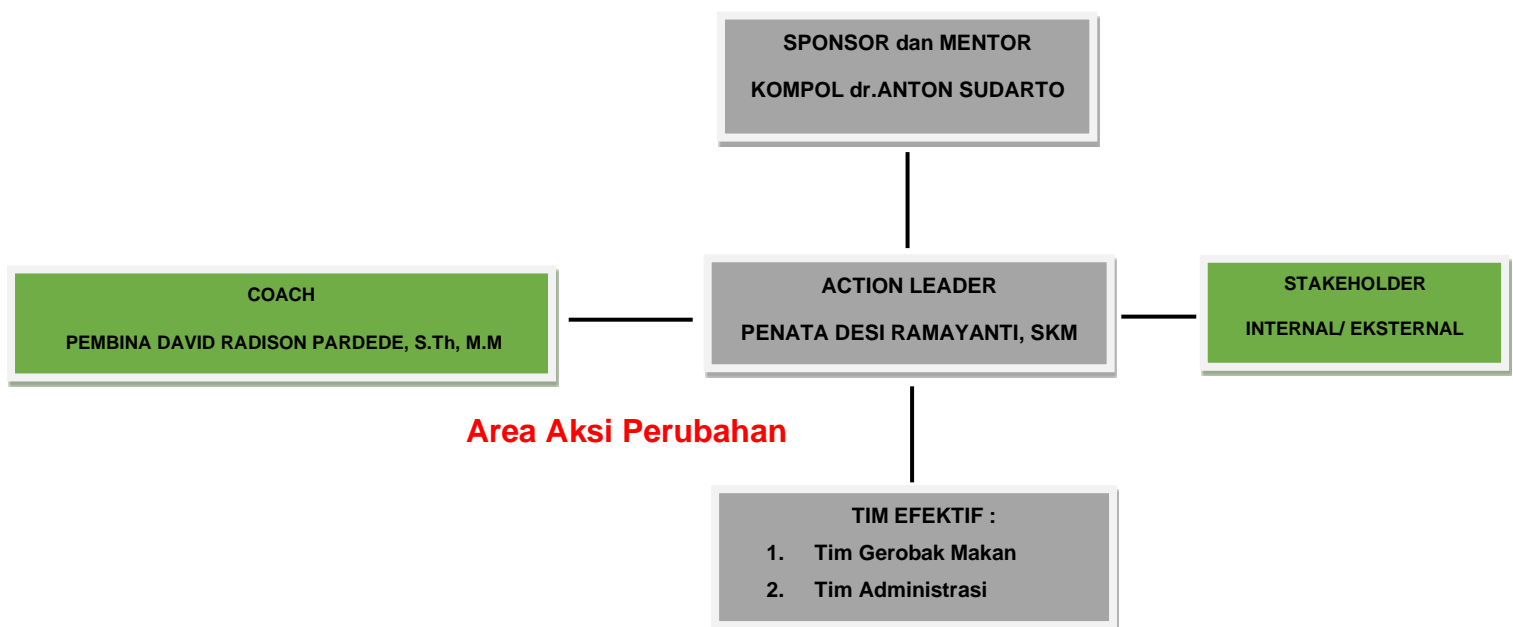 SPONSOR dan MENTOR
KOMPOL dr.ANTON SUDARTO
COACH
PEMBINA DAVID RADISON PARDEDE, S.Th, M.M
ACTION LEADER
PENATA DESI RAMAYANTI, SKM
STAKEHOLDER
INTERNAL/ EKSTERNAL
Area Aksi Perubahan
TIM EFEKTIF :
1. Tim Gerobak Makan
2. Tim Administrasi